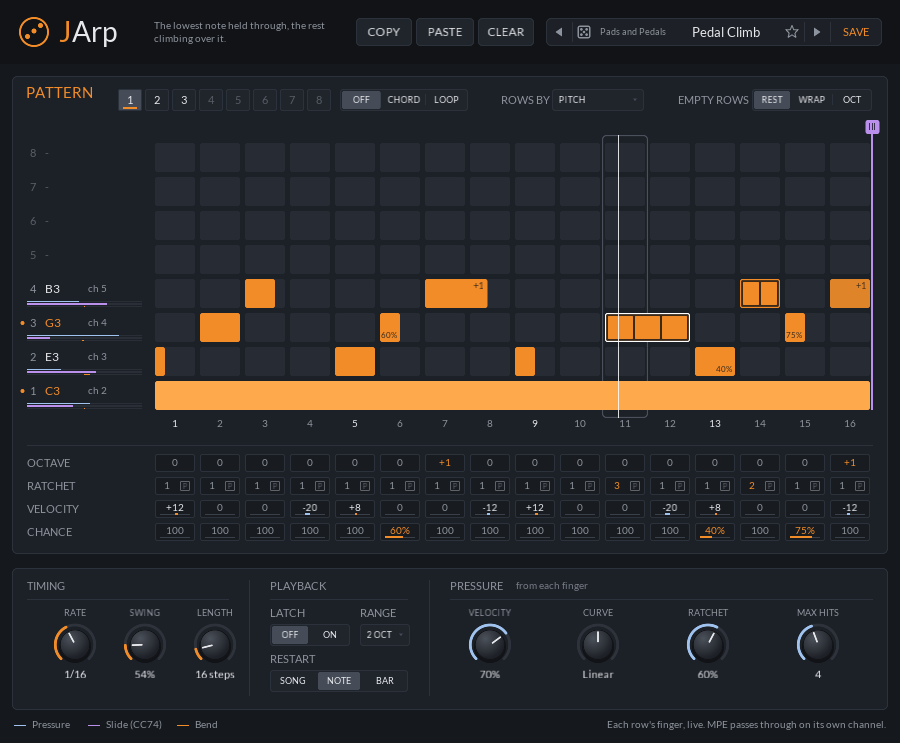 JArp
The lowest note held through, the rest
climbing over it.
COPY PASTE CLEAR
Pads and Pedals Pedal Climb SAVE
PATTERN 1 2 3 4 5 6 7 8 OFF CHORD LOOP ROWS BY PITCH EMPTY ROWS REST WRAP OCT
8 -
7 -
6 -
5 -
4 B3 ch 5 +1 +1
3 G3 ch 4 60% 75%
2 E3 ch 3 40%
1 C3 ch 2
1 2 3 4 5 6 7 8 9 10 11 12 13 14 15 16
OCTAVE 0 0 0 0 0 0 +1 0 0 0 0 0 0 0 0 +1
RATCHET 1 P 1 P 1 P 1 P 1 P 1 P 1 P 1 P 1 P 1 P 3 P 1 P 1 P 2 P 1 P 1 P
VELOCITY +12 0 0 -20 +8 0 0 -12 +12 0 0 -20 +8 0 0 -12
CHANCE 100 100 100 100 100 60% 100 100 100 100 100 100 40% 100 75% 100
TIMING
RATE SWING LENGTH
1/16 54% 16 steps
PLAYBACK
LATCH RANGE
OFF ON 2 OCT
RESTART
SONG NOTE BAR
PRESSURE from each finger
VELOCITY CURVE RATCHET MAX HITS
70% Linear 60% 4
Pressure Slide (CC74) Bend
Each row's finger, live. MPE passes through on its own channel.